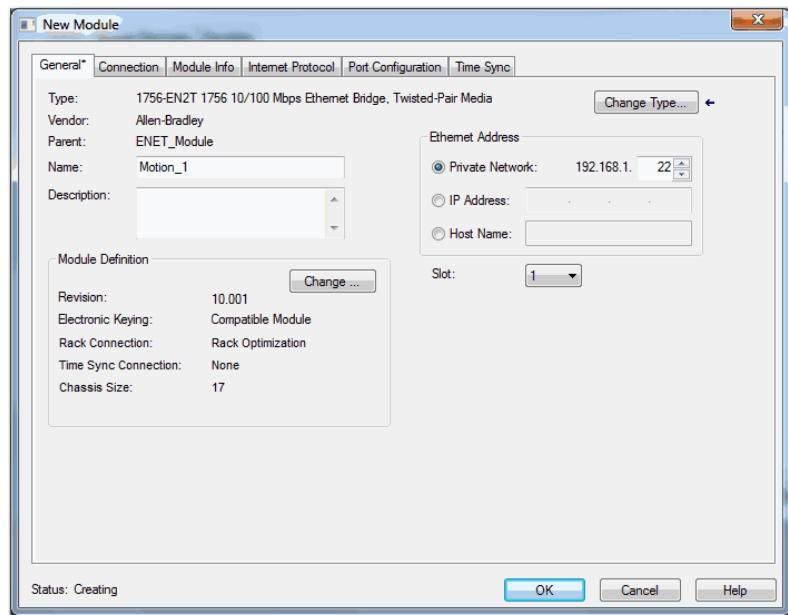 New Module
General* Connection Module Info Internet Protocol Port Configuration Time Sync
Type: 1756-EN2T 1756 10/100 Mbps Ethernet Bridge, Twisted-Pair Media
Change Type...
Vendor: Allen-Bradley
Parent: ENET_Module
Name: Motion_1
Description:
Ethernet Address
Private Network: 192.168.1. 22
IP Address: . . .
Host Name:
Slot: 1
Module Definition
Change ...
Revision: 10.001
Electronic Keying: Compatible Module
Rack Connection: Rack Optimization
Time Sync Connection: None
Chassis Size: 17
Status: Creating
OK Cancel Help